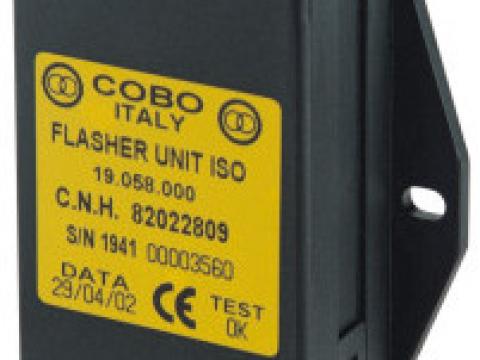 COBO
ITALY
FLASHER UNIT ISO
19.058.000
C.N.H. 82022809
S/N 1941 00003560
DATA
29/04/02
CE
TEST
OK